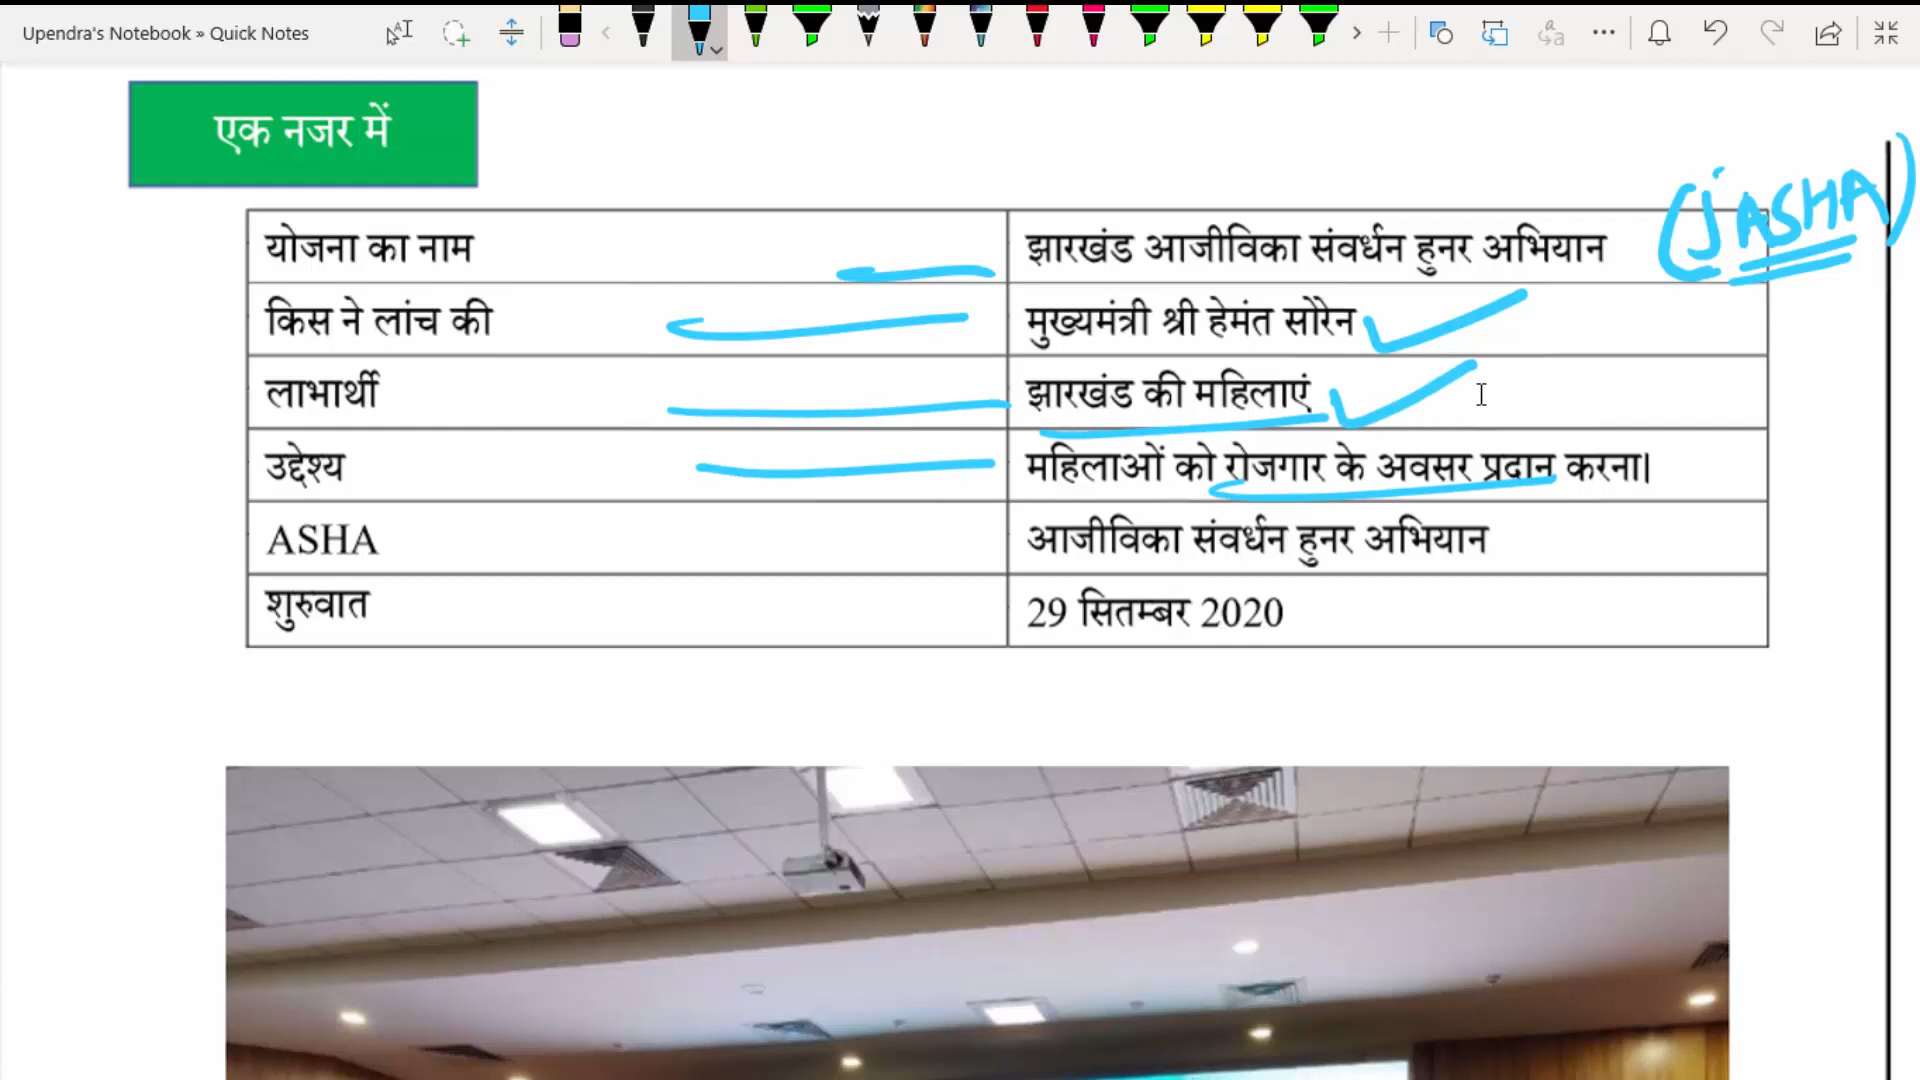 Upendra's Notebook » Quick Notes
एक नजर में
(JASHA)
योजना का नाम झारखंड आजीविका संवर्धन हुनर अभियान
किस ने लांच की मुख्यमंत्री श्री हेमंत सोरेन
लाभार्थी झारखंड की महिलाएं
उद्देश्य महिलाओं को रोजगार के अवसर प्रदान करना।
ASHA आजीविका संवर्धन हुनर अभियान
शुरुवात 29 सितम्बर 2020